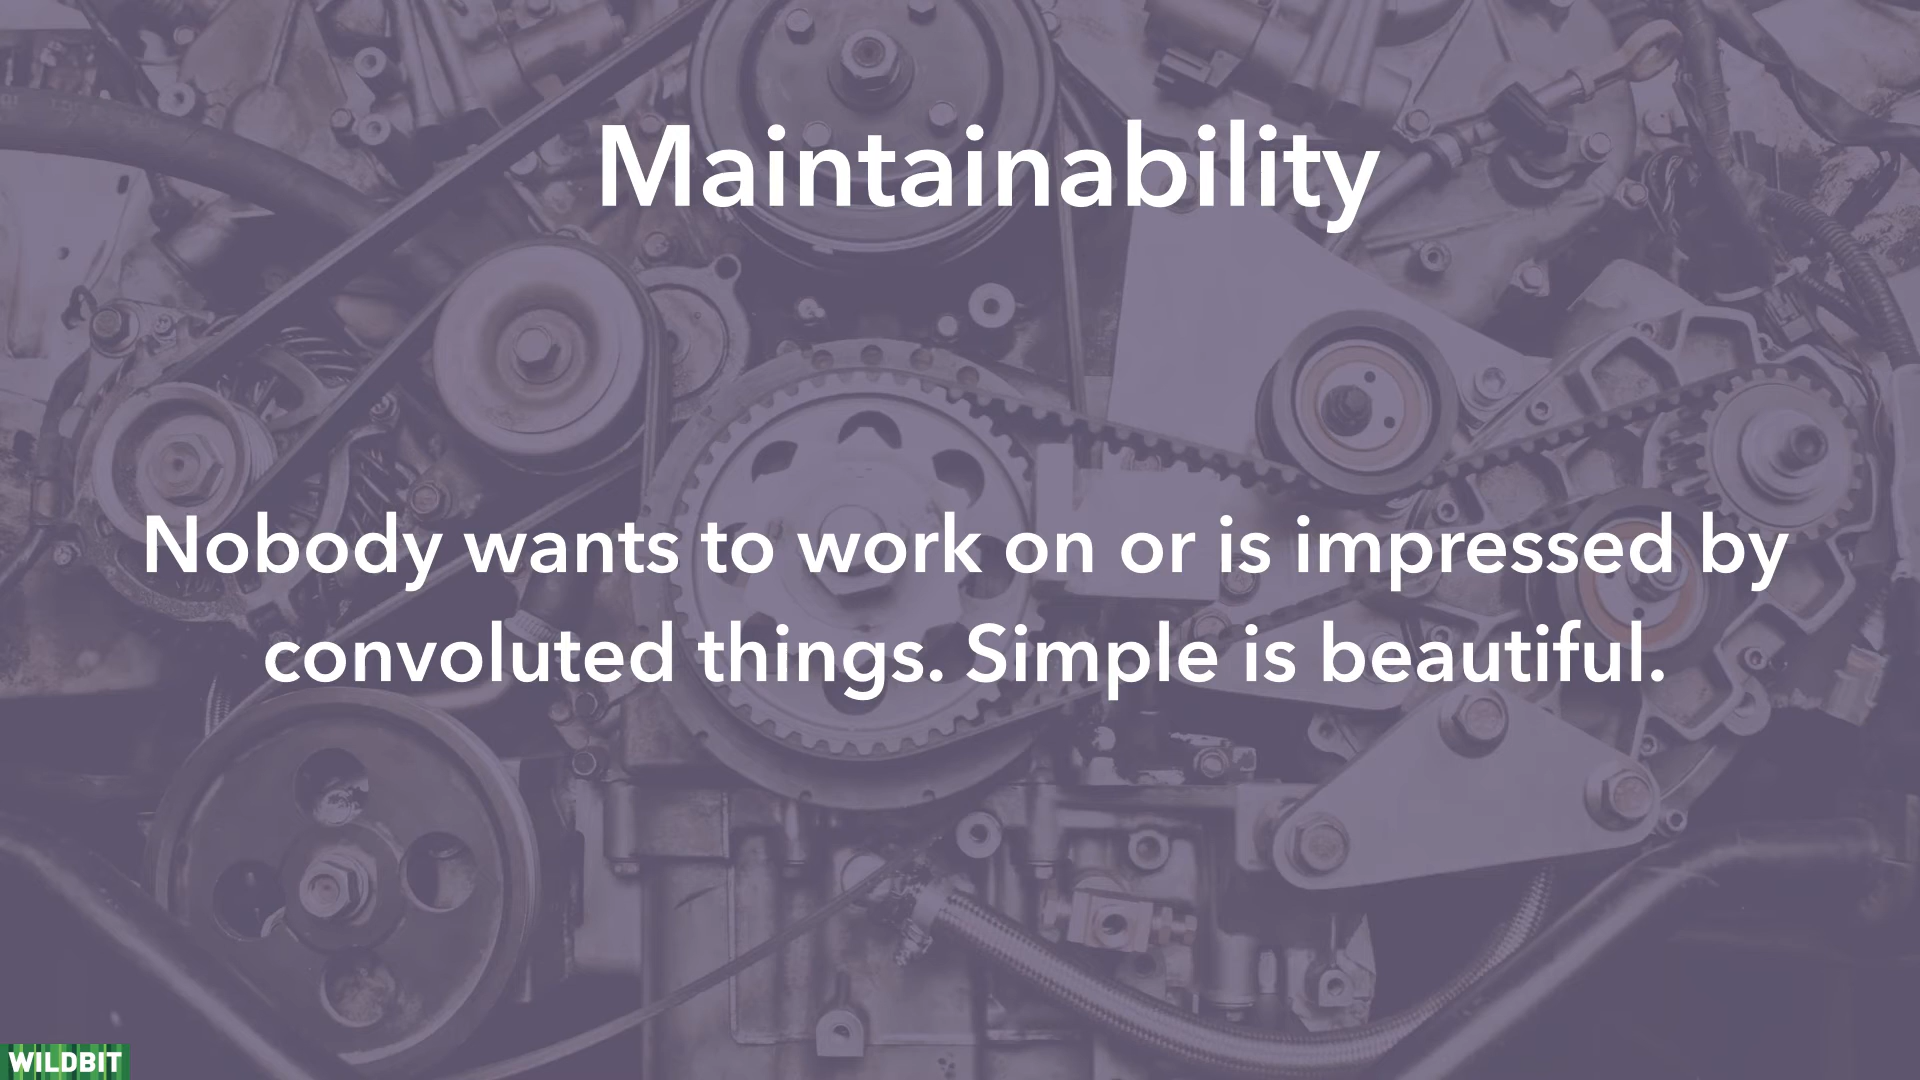 Maintainability
Nobody wants to work on or is impressed by
convoluted things. Simple is beautiful.
WILDBIT